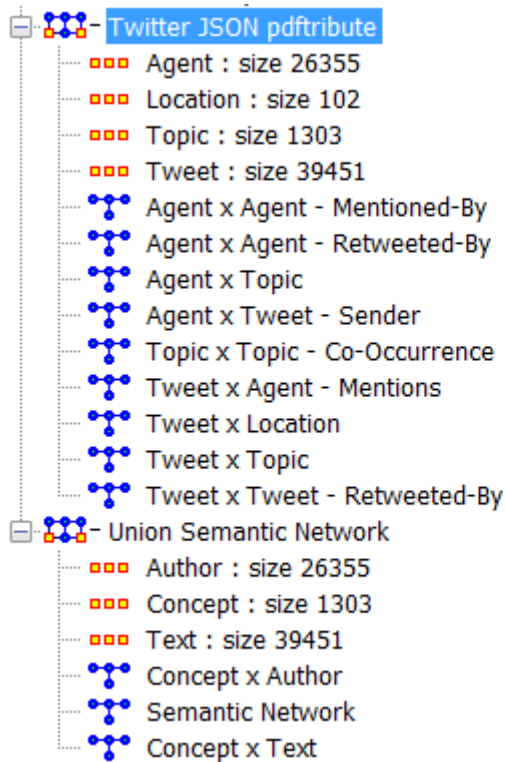 Twitter JSON pdftribute
Agent : size 26355
Location : size 102
Topic : size 1303
Tweet : size 39451
Agent x Agent - Mentioned-By
Agent x Agent - Retweeted-By
Agent x Topic
Agent x Tweet - Sender
Topic x Topic - Co-Occurrence
Tweet x Agent - Mentions
Tweet x Location
Tweet x Topic
Tweet x Tweet - Retweeted-By
Union Semantic Network
Author : size 26355
Concept : size 1303
Text : size 39451
Concept x Author
Semantic Network
Concept x Text